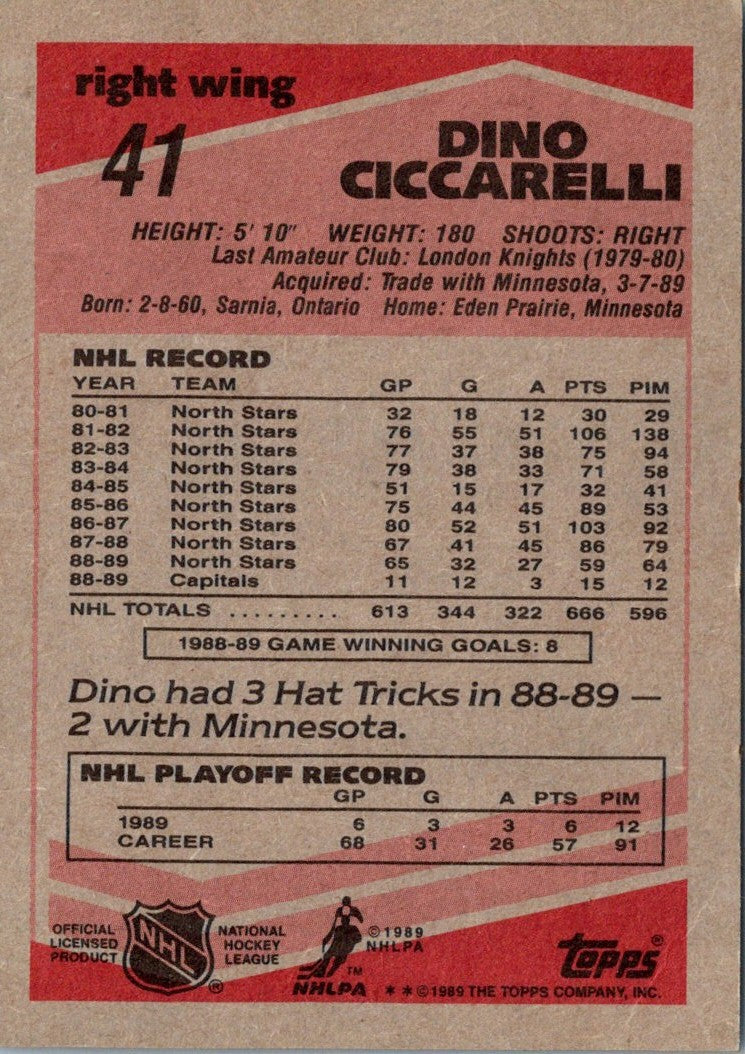 right wing
41
DINO
CICCARELLI
HEIGHT: 5' 10" WEIGHT: 180 SHOOTS: RIGHT
Last Amateur Club: London Knights (1979-80)
Acquired: Trade with Minnesota, 3-7-89
Born: 2-8-60, Sarnia, Ontario Home: Eden Prairie, Minnesota
NHL RECORD
YEAR TEAM GP G A PTS PIM
80-81 North Stars 32 18 12 30 29
81-82 North Stars 76 55 51 106 138
82-83 North Stars 77 37 38 75 94
83-84 North Stars 79 38 33 71 58
84-85 North Stars 51 15 17 32 41
85-86 North Stars 75 44 45 89 53
86-87 North Stars 80 52 51 103 92
87-88 North Stars 67 41 45 86 79
88-89 North Stars 65 32 27 59 64
88-89 Capitals 11 12 3 15 12
NHL TOTALS .......... 613 344 322 666 596
1988-89 GAME WINNING GOALS: 8
Dino had 3 Hat Tricks in 88-89 —
2 with Minnesota.
NHL PLAYOFF RECORD
GP G A PTS PIM
1989 6 3 3 6 12
CAREER 68 31 26 57 91
OFFICIAL
LICENSED
PRODUCT
NHL
®
NATIONAL
HOCKEY
LEAGUE
TM
NHLPA
© 1989
NHLPA
topps®
* * © 1989 THE TOPPS COMPANY, INC.